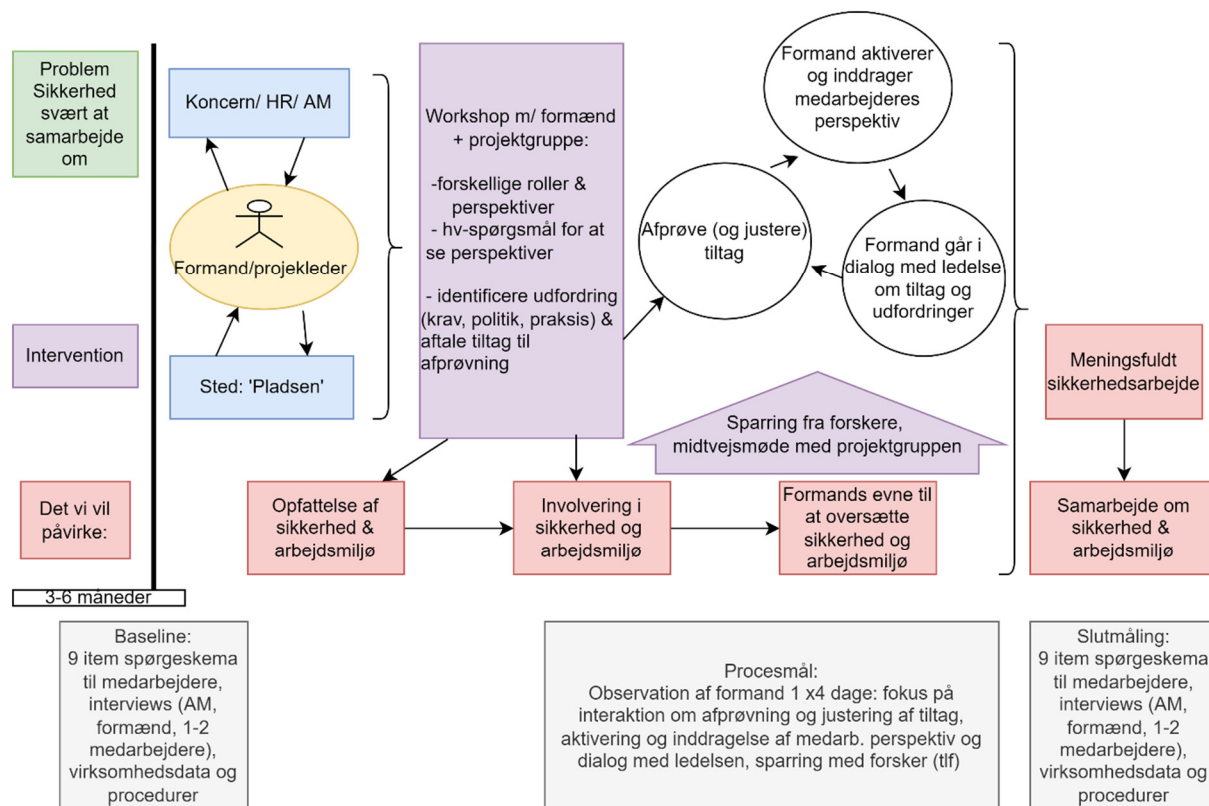 Problem
Sikkerhed
svært at
samarbejde
om
Intervention
Det vi vil
påvirke:
3-6 måneder
Koncern/ HR/ AM
Formand/projekleder
Sted: 'Pladsen'
Workshop m/ formænd
+ projektgruppe:
-forskellige roller &
perspektiver
- hv-spørgsmål for at
se perspektiver
- identificere udfordring
(krav, politik, praksis) &
aftale tiltag til
afprøvning
Afprøve (og justere)
tiltag
Formand aktiverer
og inddrager
medarbejderes
perspektiv
Formand går i
dialog med ledelse
om tiltag og
udfordringer
Sparring fra forskere,
midtvejsmøde med projektgruppen
Opfattelse af
sikkerhed &
arbejdsmiljø
Involvering i
sikkerhed og
arbejdsmiljø
Formands evne til
at oversætte
sikkerhed og
arbejdsmiljø
Meningsfuldt
sikkerhedsarbejde
Samarbejde om
sikkerhed &
arbejdsmiljø
Baseline:
9 item spørgeskema
til medarbejdere,
interviews (AM,
formænd, 1-2
medarbejdere),
virksomhedsdata og
procedurer
Procesmål:
Observation af formand 1 x4 dage: fokus på
interaktion om afprøvning og justering af tiltag,
aktivering og inddragelse af medarb. perspektiv og
dialog med ledelsen, sparring med forsker (tlf)
Slutmåling:
9 item spørgeskema
til medarbejdere,
interviews (AM,
formænd, 1-2
medarbejdere),
virksomhedsdata og
procedurer